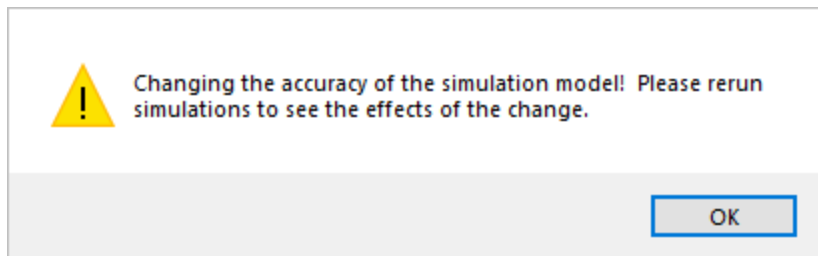 Changing the accuracy of the simulation model!  Please rerun
simulations to see the effects of the change.
OK